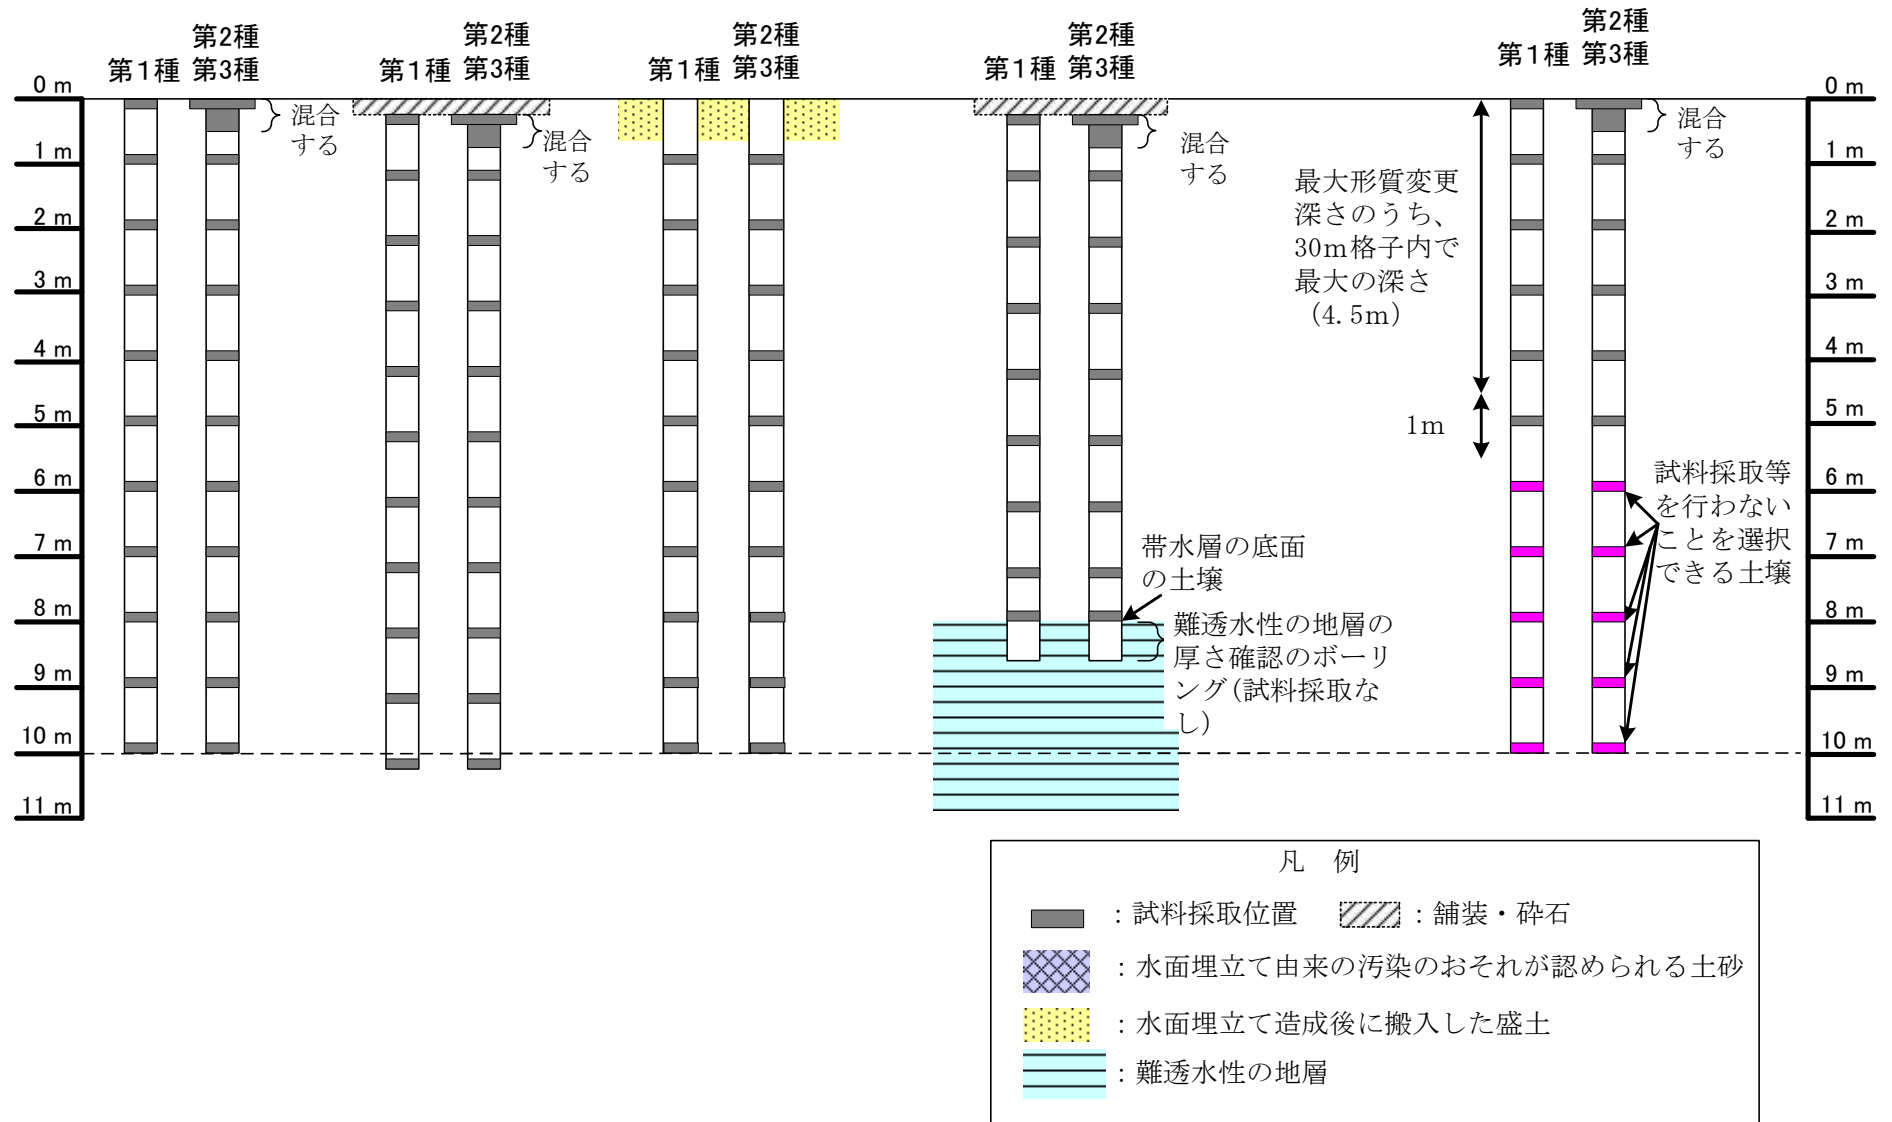 第2種
第1種 第3種
第2種
第1種 第3種
第2種
第1種 第3種
第2種
第1種 第3種
第2種
第1種 第3種
0 m
1 m
2 m
3 m
4 m
5 m
6 m
7 m
8 m
9 m
10 m
11 m
混合
する
混合
する
混合
する
最大形質変更
深さのうち、
30m格子内で
最大の深さ
(4.5m)
1m
帯水層の底面
の土壌
難透水性の地層の
厚さ確認のボーリ
ング(試料採取な
し)
混合
する
試料採取等
を行わない
ことを選択
できる土壌
0 m
1 m
2 m
3 m
4 m
5 m
6 m
7 m
8 m
9 m
10 m
11 m
凡 例
：試料採取位置 ：舗装・砕石
：水面埋立て由来の汚染のおそれが認められる土砂
：水面埋立て造成後に搬入した盛土
：難透水性の地層